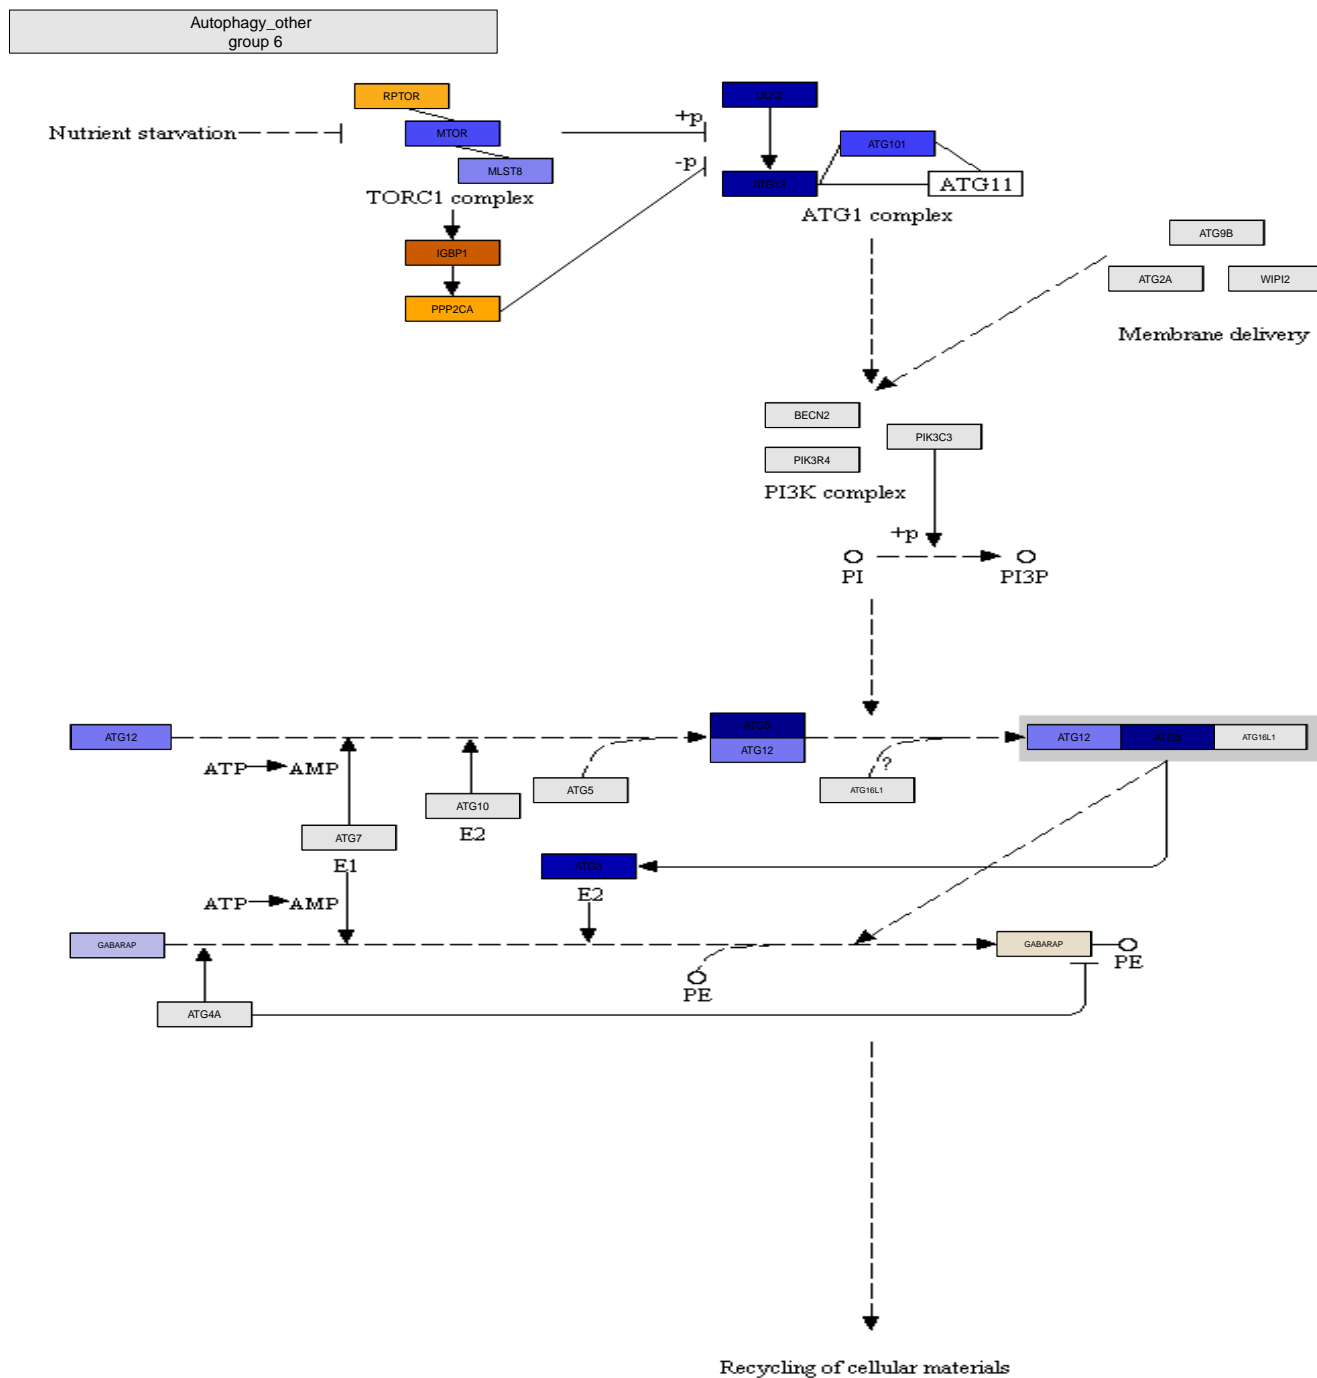 Autophagy_other
group 6
RPTOR
ULK2
Nutrient starvation
MTOR
+p
ATG101
-p
MLST8
ATG13
ATG11
TORC1 complex
ATG1 complex
ATG9B
IGBP1
ATG2A
WIPI2
PPP2CA
Membrane delivery
BECN2
PIK3C3
PIK3R4
PI3K complex
+p
PI
PI3P
ATG5
ATG12
ATG12
ATG12
ATG5
ATG16L1
ATP
AMP
?
ATG5
ATG16L1
ATG10
E2
ATG7
E1
ATG3
E2
ATP
AMP
GABARAP
GABARAP
PE
PE
ATG4A
Recycling of cellular materials